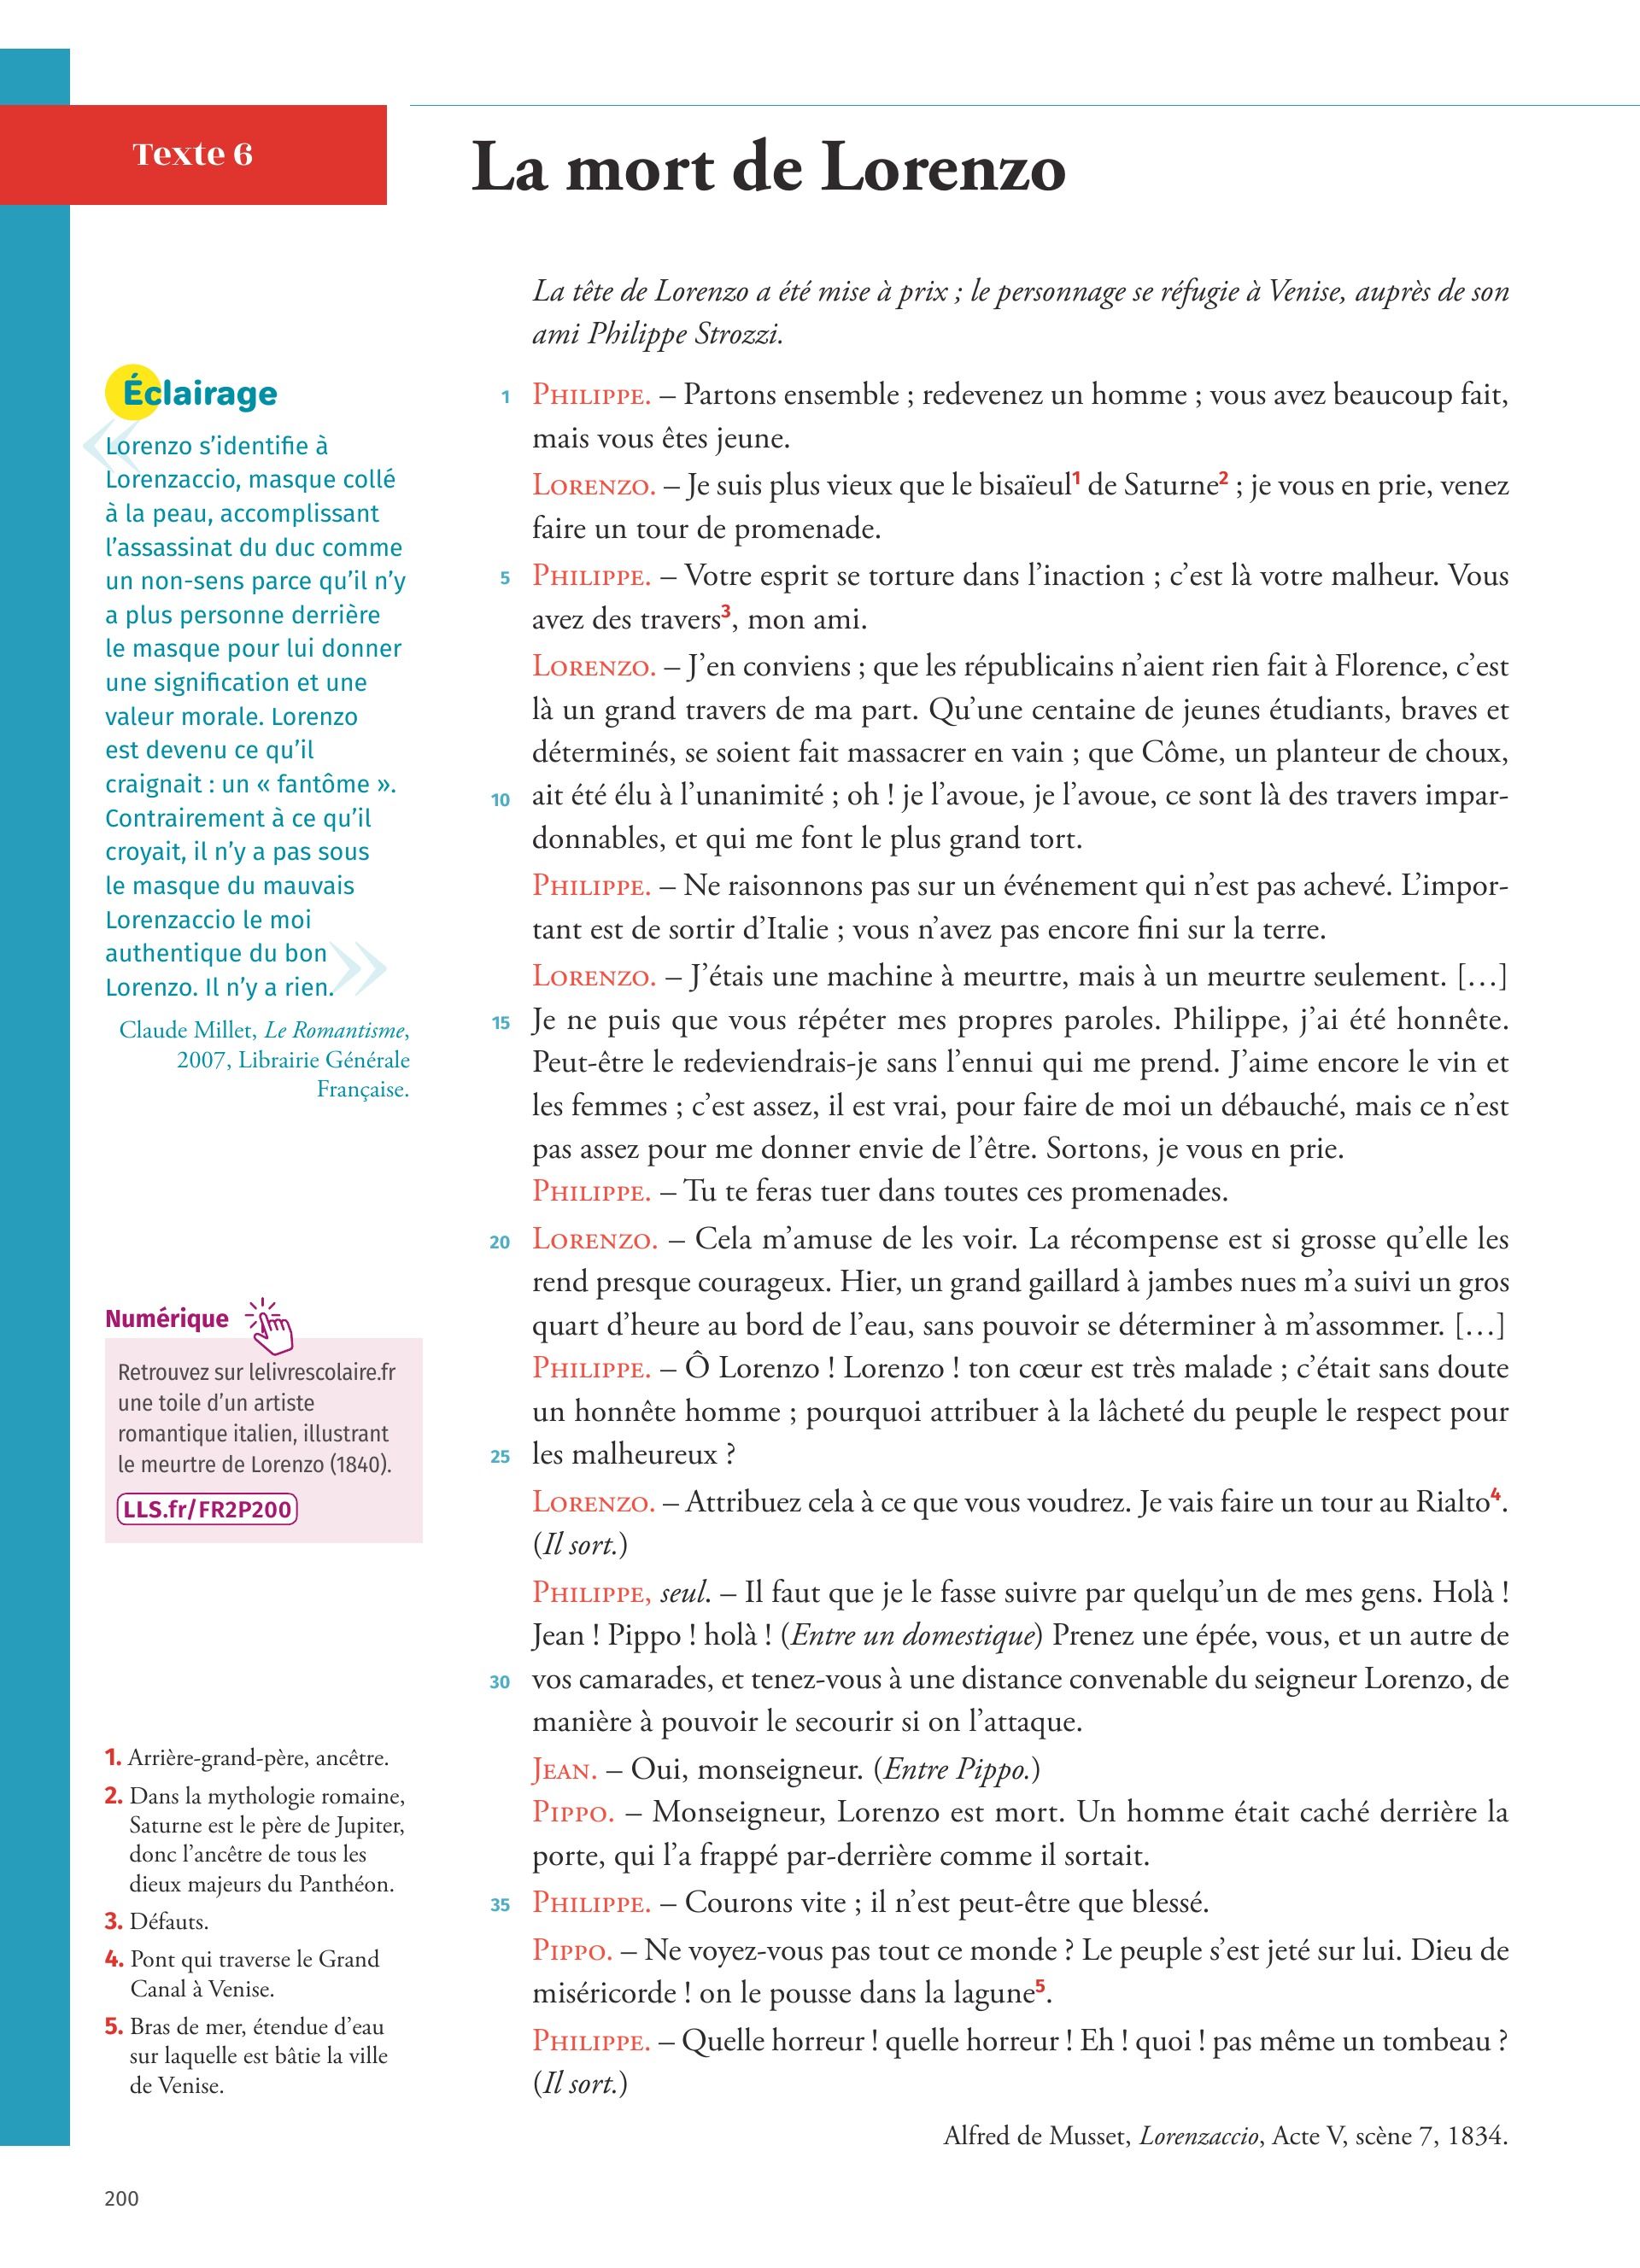 Texte 6
La mort de Lorenzo
La tête de Lorenzo a été mise à prix ; le personnage se réfugie à Venise, auprès de son
ami Philippe Strozzi.
Éclairage
« Lorenzo s’identifie à
Lorenzaccio, masque collé
à la peau, accomplissant
l’assassinat du duc comme
un non-sens parce qu’il n’y
a plus personne derrière
le masque pour lui donner
une signification et une
valeur morale. Lorenzo
est devenu ce qu’il
craignait : un « fantôme ».
Contrairement à ce qu’il
croyait, il n’y a pas sous
le masque du mauvais
Lorenzaccio le moi
authentique du bon
Lorenzo. Il n’y a rien. »
Claude Millet, Le Romantisme,
2007, Librairie Générale
Française.
Numérique
Retrouvez sur lelivrescolaire.fr
une toile d’un artiste
romantique italien, illustrant
le meurtre de Lorenzo (1840).
LLS.fr/FR2P200
1. Arrière-grand-père, ancêtre.
2. Dans la mythologie romaine,
Saturne est le père de Jupiter,
donc l’ancêtre de tous les
dieux majeurs du Panthéon.
3. Défauts.
4. Pont qui traverse le Grand
Canal à Venise.
5. Bras de mer, étendue d’eau
sur laquelle est bâtie la ville
de Venise.
1 PHILIPPE. – Partons ensemble ; redevenez un homme ; vous avez beaucoup fait,
mais vous êtes jeune.
LORENZO. – Je suis plus vieux que le bisaïeul1 de Saturne2 ; je vous en prie, venez
faire un tour de promenade.
5 PHILIPPE. – Votre esprit se torture dans l’inaction ; c’est là votre malheur. Vous
avez des travers3, mon ami.
LORENZO. – J’en conviens ; que les républicains n’aient rien fait à Florence, c’est
là un grand travers de ma part. Qu’une centaine de jeunes étudiants, braves et
déterminés, se soient fait massacrer en vain ; que Côme, un planteur de choux,
10 ait été élu à l’unanimité ; oh ! je l’avoue, je l’avoue, ce sont là des travers impar-
donnables, et qui me font le plus grand tort.
PHILIPPE. – Ne raisonnons pas sur un événement qui n’est pas achevé. L’impor-
tant est de sortir d’Italie ; vous n’avez pas encore fini sur la terre.
LORENZO. – J’étais une machine à meurtre, mais à un meurtre seulement. […]
15 Je ne puis que vous répéter mes propres paroles. Philippe, j’ai été honnête.
Peut-être le redeviendrais-je sans l’ennui qui me prend. J’aime encore le vin et
les femmes ; c’est assez, il est vrai, pour faire de moi un débauché, mais ce n’est
pas assez pour me donner envie de l’être. Sortons, je vous en prie.
PHILIPPE. – Tu te feras tuer dans toutes ces promenades.
20 LORENZO. – Cela m’amuse de les voir. La récompense est si grosse qu’elle les
rend presque courageux. Hier, un grand gaillard à jambes nues m’a suivi un gros
quart d’heure au bord de l’eau, sans pouvoir se déterminer à m’assommer. […]
PHILIPPE. – Ô Lorenzo ! Lorenzo ! ton cœur est très malade ; c’était sans doute
un honnête homme ; pourquoi attribuer à la lâcheté du peuple le respect pour
25 les malheureux ?
LORENZO. – Attribuez cela à ce que vous voudrez. Je vais faire un tour au Rialto4.
(Il sort.)
PHILIPPE, seul. – Il faut que je le fasse suivre par quelqu’un de mes gens. Holà !
Jean ! Pippo ! holà ! (Entre un domestique) Prenez une épée, vous, et un autre de
30 vos camarades, et tenez-vous à une distance convenable du seigneur Lorenzo, de
manière à pouvoir le secourir si on l’attaque.
JEAN. – Oui, monseigneur. (Entre Pippo.)
PIPPO. – Monseigneur, Lorenzo est mort. Un homme était caché derrière la
porte, qui l’a frappé par-derrière comme il sortait.
35 PHILIPPE. – Courons vite ; il n’est peut-être que blessé.
PIPPO. – Ne voyez-vous pas tout ce monde ? Le peuple s’est jeté sur lui. Dieu de
miséricorde ! on le pousse dans la lagune5.
PHILIPPE. – Quelle horreur ! quelle horreur ! Eh ! quoi ! pas même un tombeau ?
(Il sort.)
Alfred de Musset, Lorenzaccio, Acte V, scène 7, 1834.
200